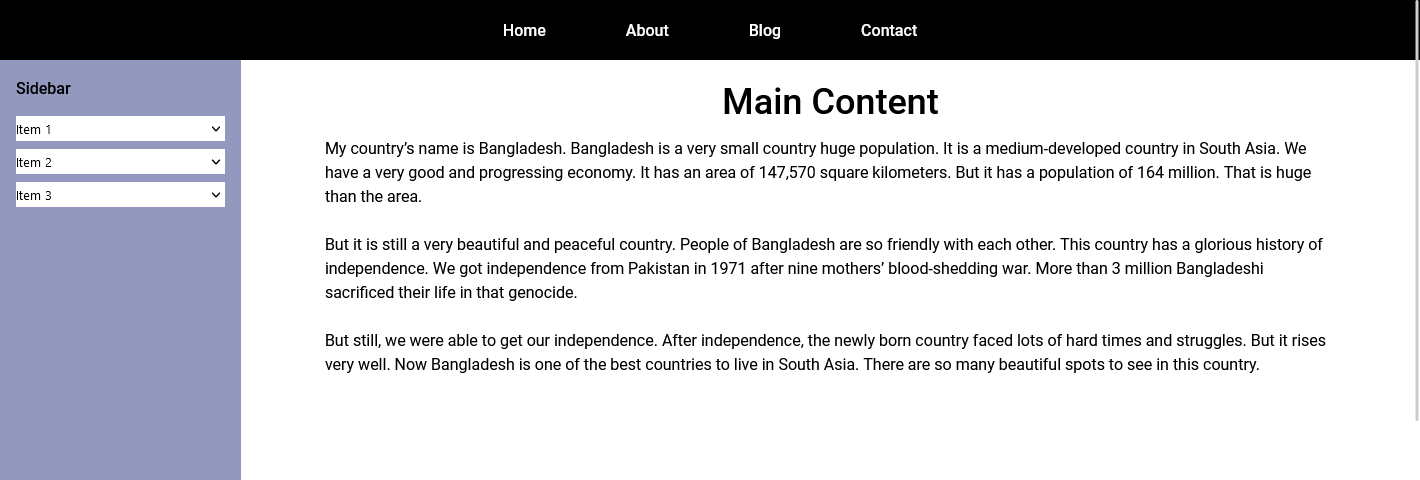 Home About Blog Contact
Sidebar
Item 1
Item 2
Item 3
Main Content
My country’s name is Bangladesh. Bangladesh is a very small country huge population. It is a medium-developed country in South Asia. We
have a very good and progressing economy. It has an area of 147,570 square kilometers. But it has a population of 164 million. That is huge
than the area.
But it is still a very beautiful and peaceful country. People of Bangladesh are so friendly with each other. This country has a glorious history of
independence. We got independence from Pakistan in 1971 after nine mothers’ blood-shedding war. More than 3 million Bangladeshi
sacrificed their life in that genocide.
But still, we were able to get our independence. After independence, the newly born country faced lots of hard times and struggles. But it rises
very well. Now Bangladesh is one of the best countries to live in South Asia. There are so many beautiful spots to see in this country.